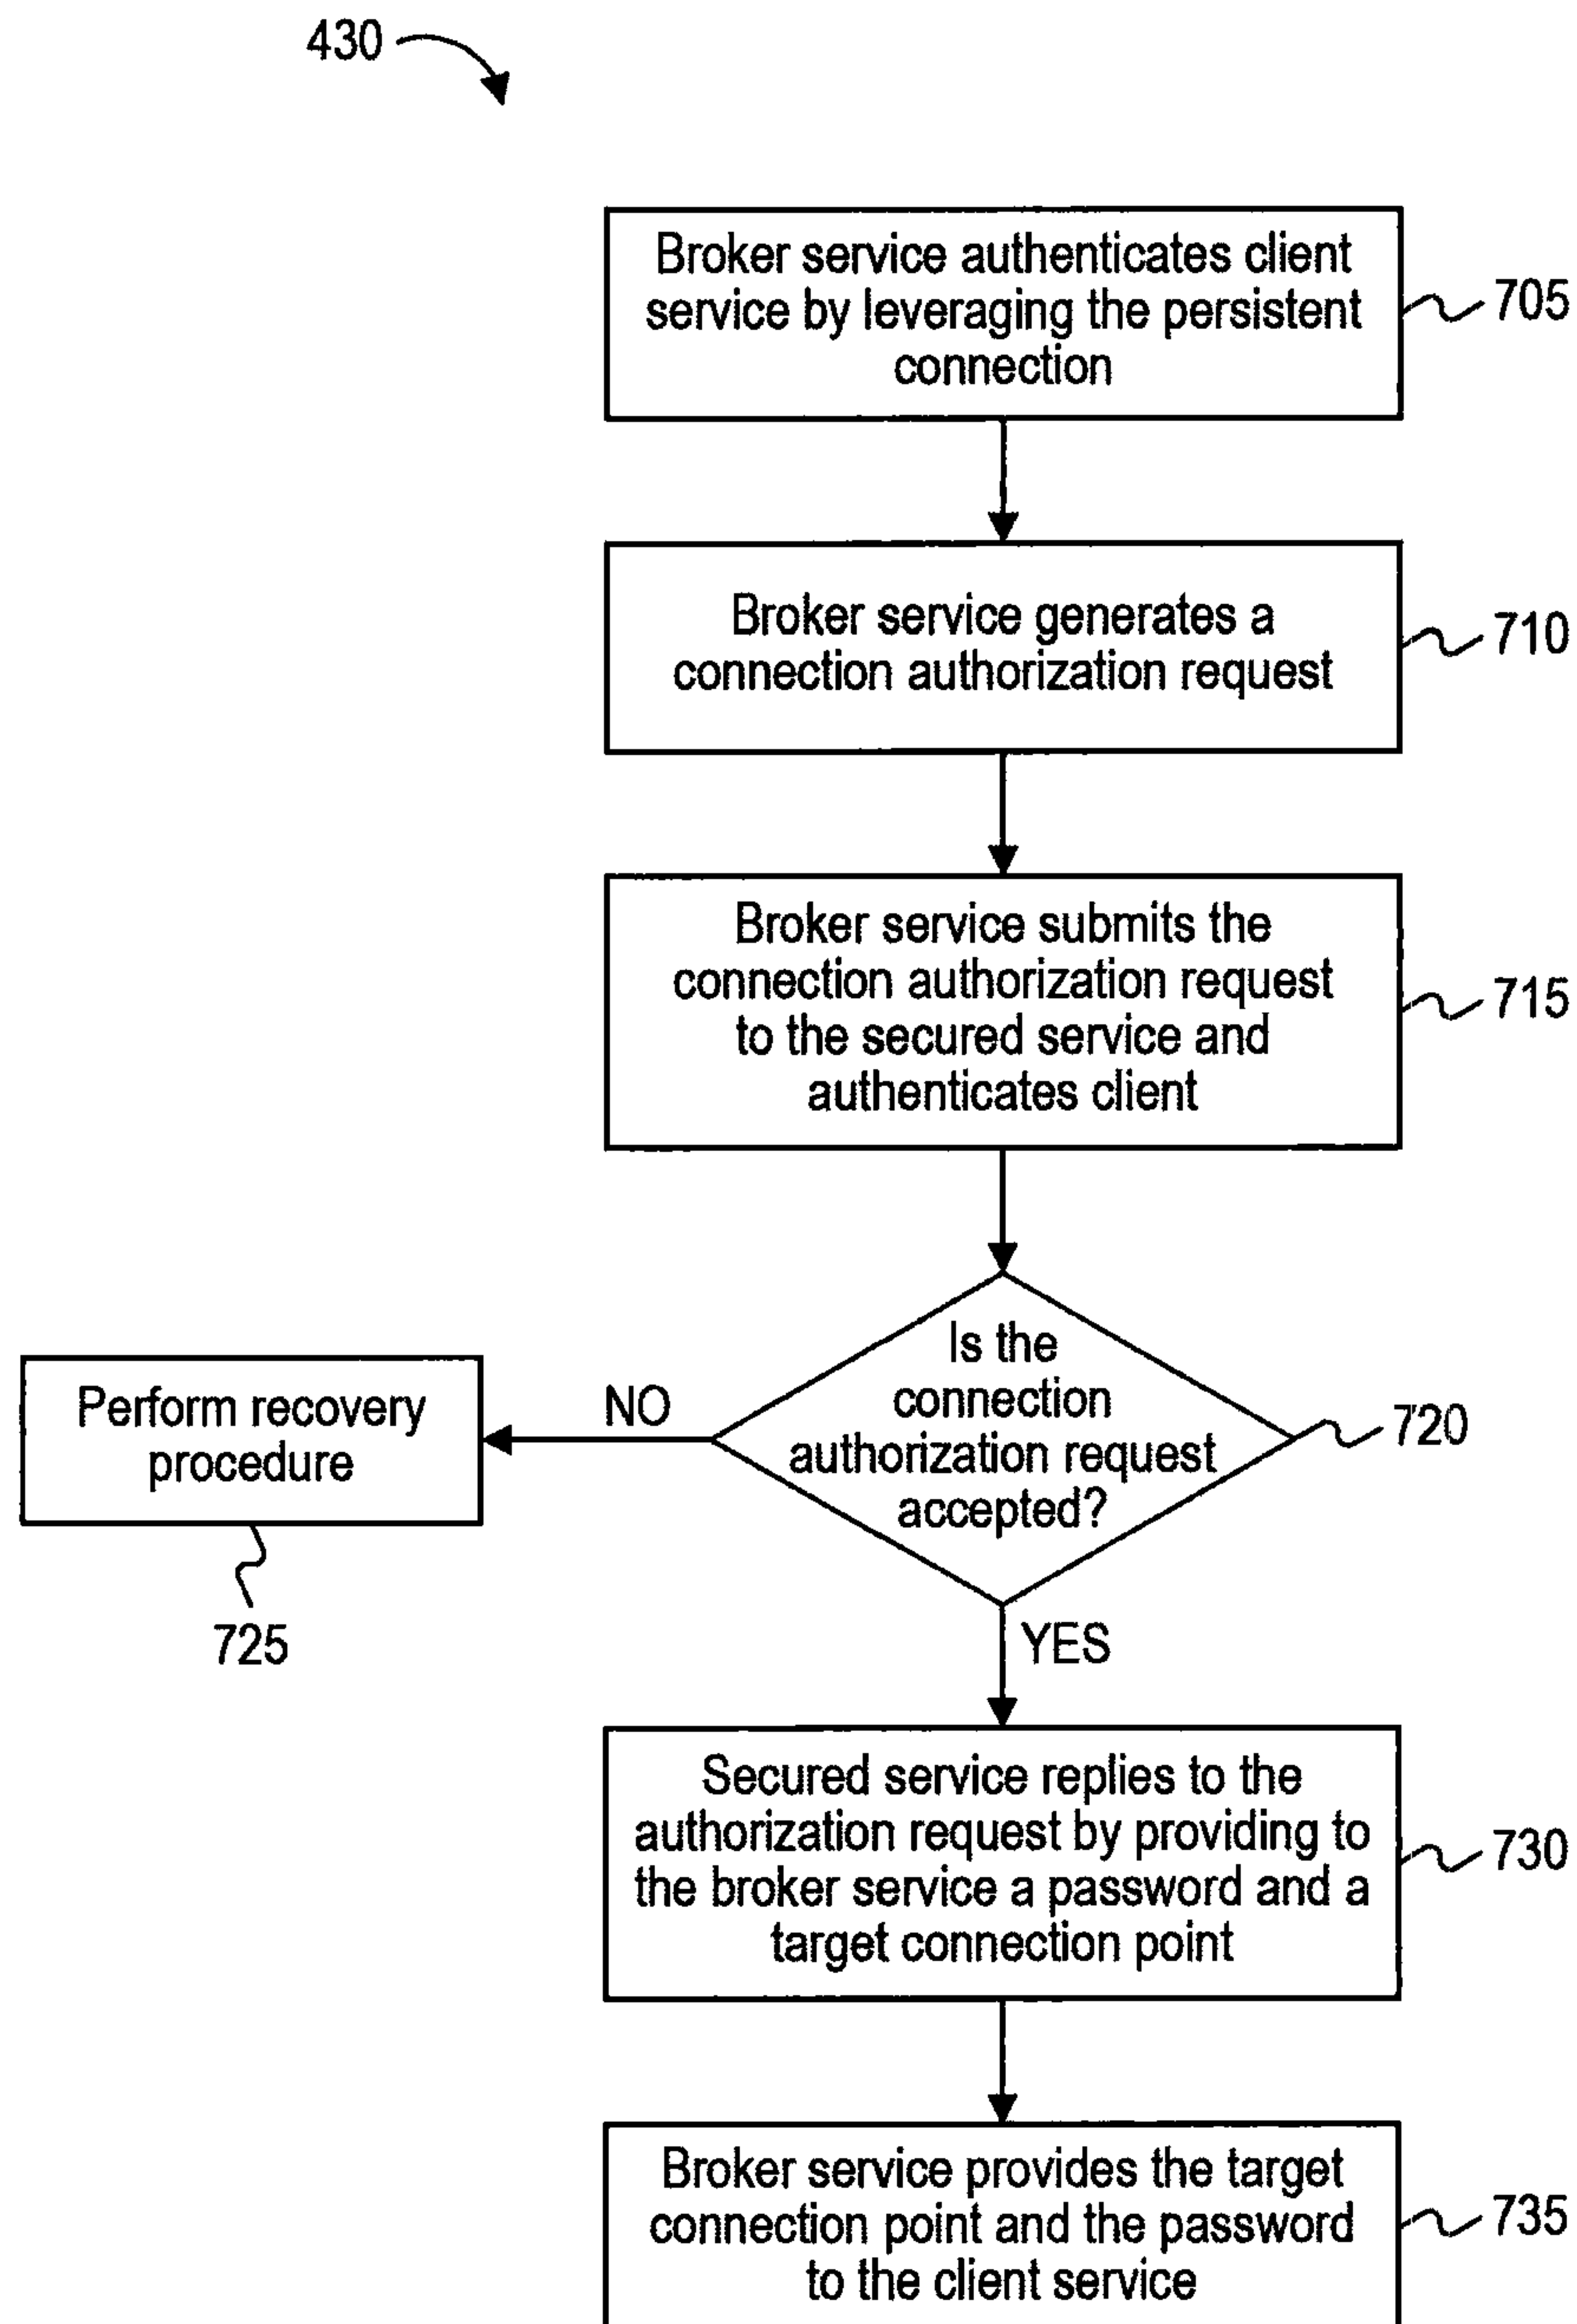 430
Broker service authenticates client
service by leveraging the persistent
connection
705
Broker service generates a
connection authorization request
710
Broker service submits the
connection authorization request
to the secured service and
authenticates client
715
Is the
connection
authorization request
accepted?
720
NO
Perform recovery
procedure
725
YES
Secured service replies to the
authorization request by providing to
the broker service a password and a
target connection point
730
Broker service provides the target
connection point and the password
to the client service
735